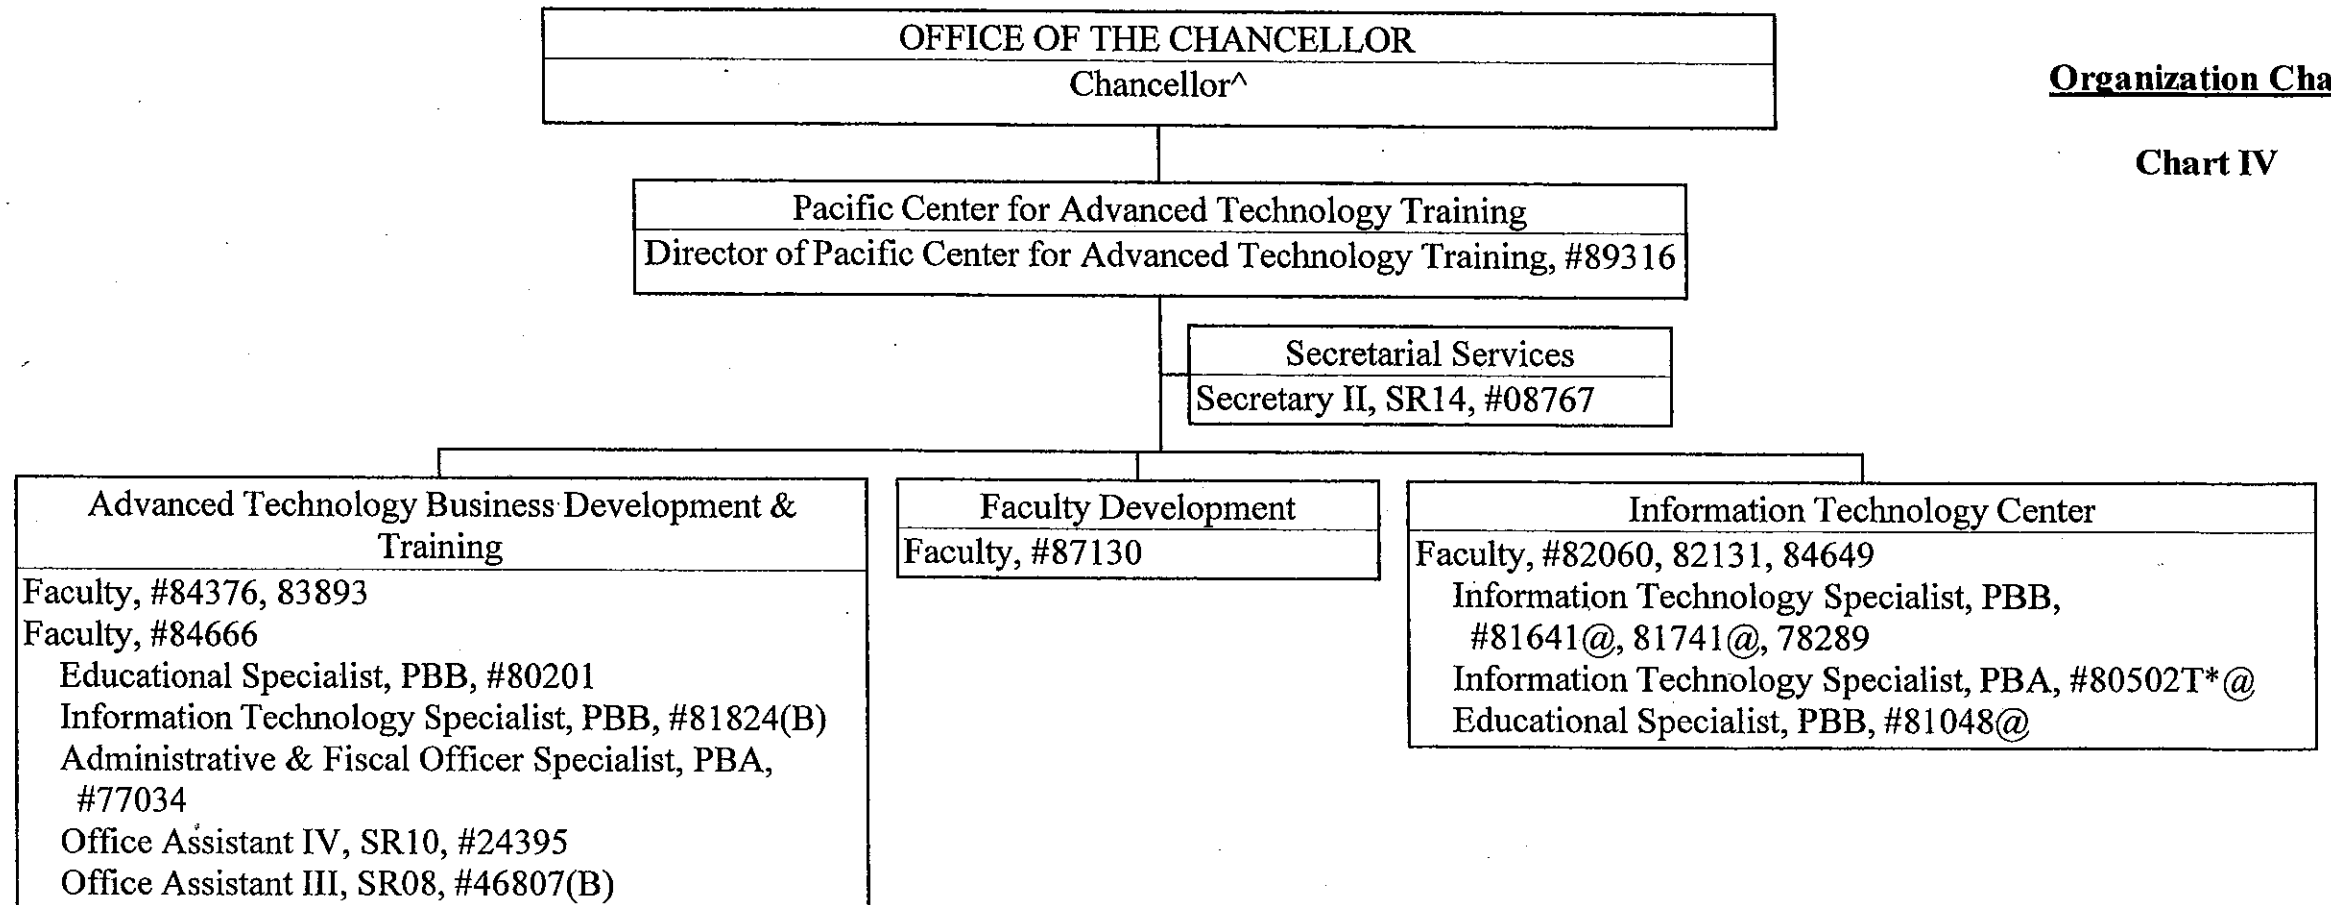 OFFICE OF THE CHANCELLOR
Chancellor^
Organization Cha
Chart IV
Pacific Center for Advanced Technology Training
Director of Pacific Center for Advanced Technology Training, #89316
Secretarial Services
Secretary II, SR14, #08767
Advanced Technology Business Development &
Training
Faculty, #84376, 83893
Faculty, #84666
Educational Specialist, PBB, #80201
Information Technology Specialist, PBB, #81824(B)
Administrative & Fiscal Officer Specialist, PBA,
#77034
Office Assistant IV, SR10, #24395
Office Assistant III, SR08, #46807(B)
Faculty Development
Faculty, #87130
Information Technology Center
Faculty, #82060, 82131, 84649
Information Technology Specialist, PBB,
#81641@, 81741@, 78289
Information Technology Specialist, PBA, #80502T*@
Educational Specialist, PBB, #81048@